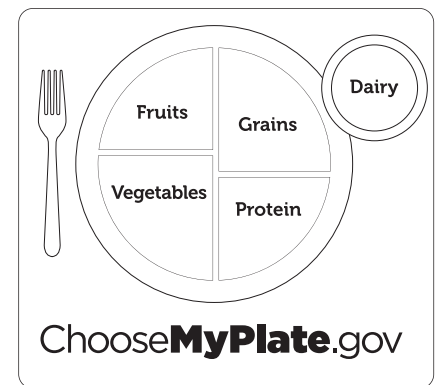 Dairy
Fruits
Grains
Vegetables
Protein
ChooseMyPlate.gov